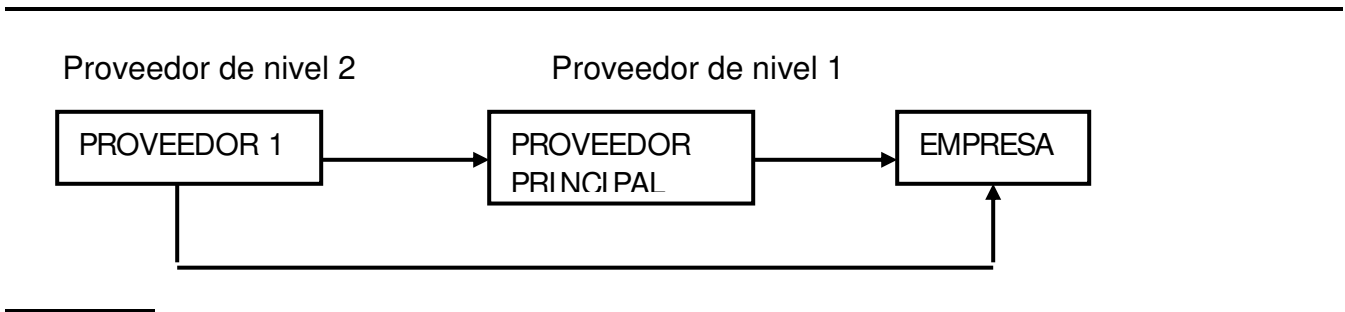 Proveedor de nivel 2 Proveedor de nivel 1
PROVEEDOR 1
PROVEEDOR
PRINCIPAL
EMPRESA